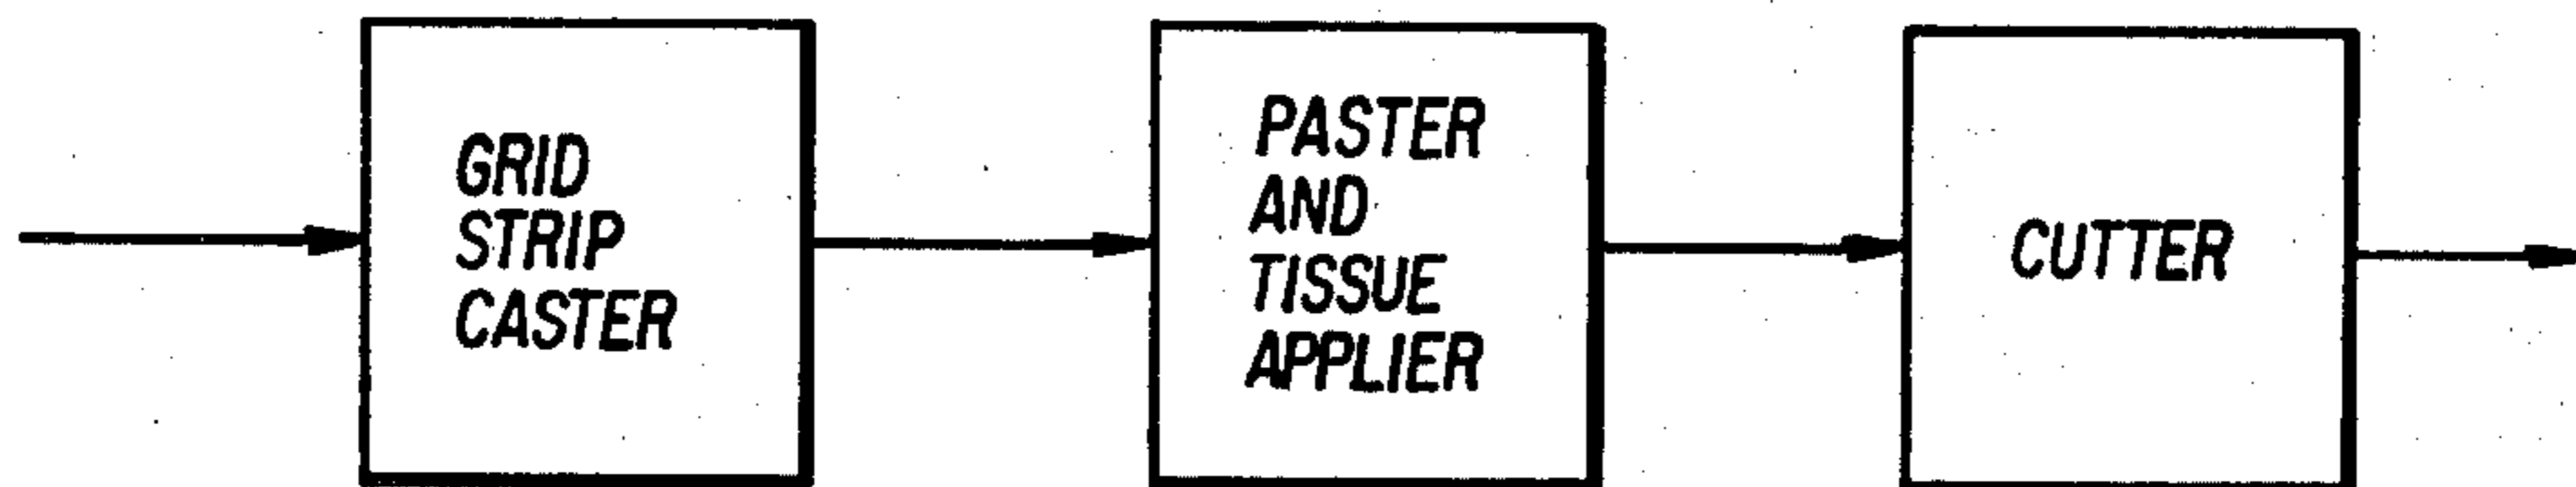 GRID
STRIP
CASTER
PASTER
AND
TISSUE
APPLIER
CUTTER